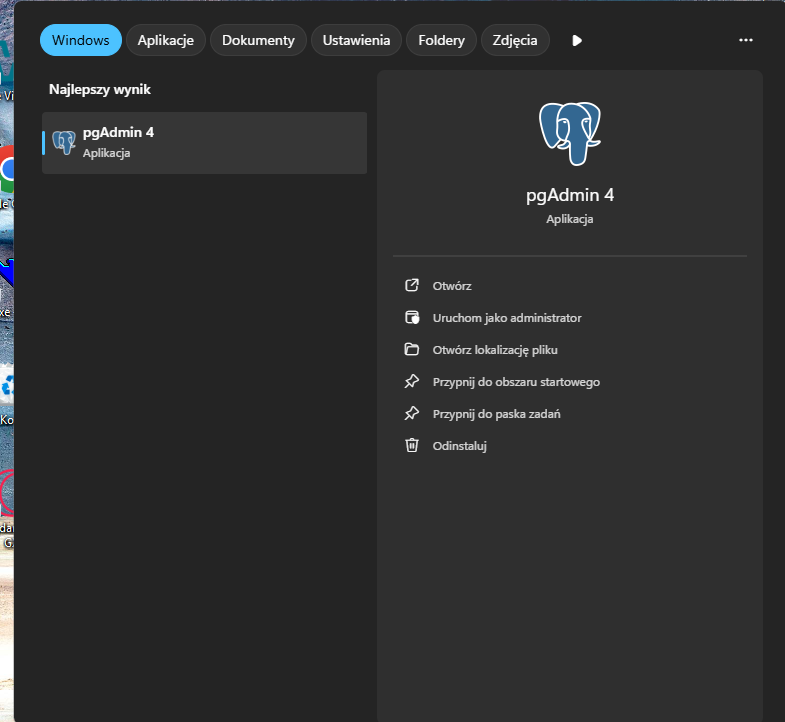 Windows
Aplikacje
Dokumenty
Ustawienia
Foldery
Zdjęcia
Najlepszy wynik
pgAdmin 4
Aplikacja
pgAdmin 4
Aplikacja
Otwórz
Uruchom jako administrator
Otwórz lokalizację pliku
Przypnij do obszaru startowego
Przypnij do paska zadań
Odinstaluj